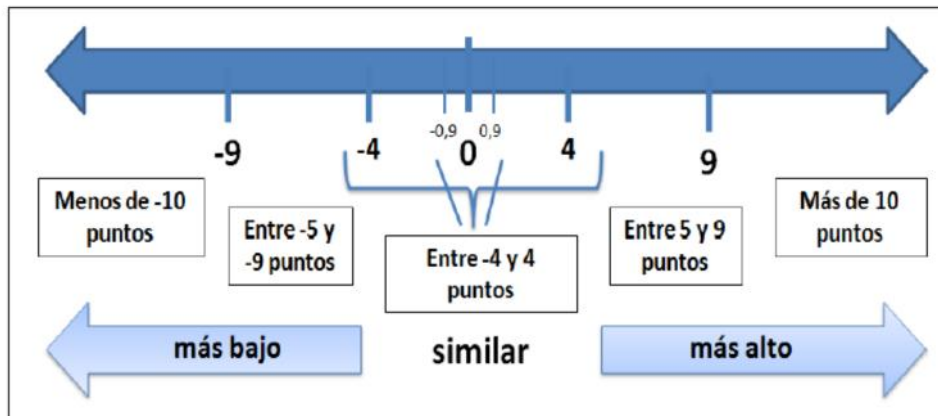 -0,9
0,9
-9
-4
0
4
9
Menos de -10
puntos
Entre -5 y
-9 puntos
Entre -4 y 4
puntos
Entre 5 y 9
puntos
Más de 10
puntos
más bajo
similar
más alto